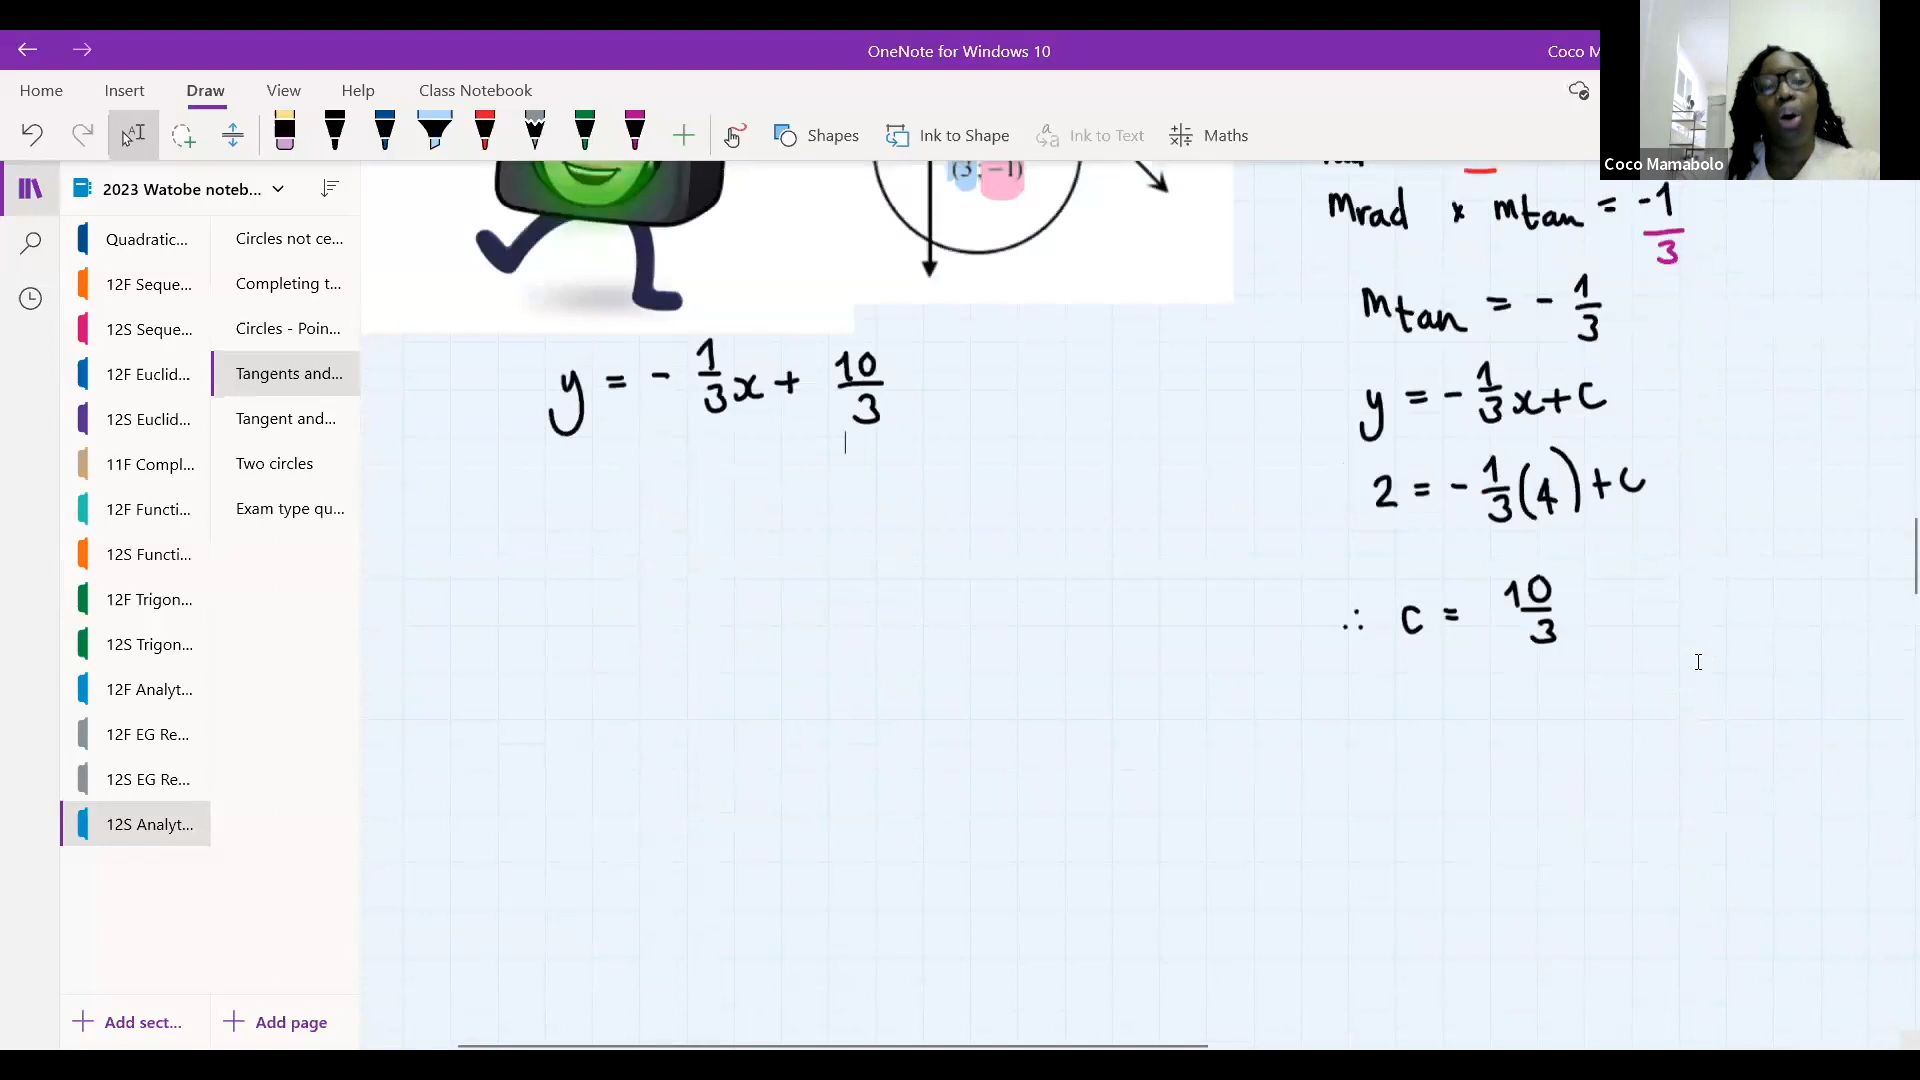 OneNote for Windows 10
Coco M
Home
Insert
Draw
View
Help
Class Notebook
Shapes
Ink to Shape
Ink to Text
Maths
Coco Mamabolo
2023 Watobe noteb...
Quadratic...
12F Seque...
12S Seque...
12F Euclid...
12S Euclid...
11F Compl...
12F Functi...
12S Functi...
12F Trigon...
12S Trigon...
12F Analyt...
12F EG Re...
12S EG Re...
12S Analyt...
Add sect...
Circles not ce...
Completing t...
Circles - Poin...
Tangents and...
Tangent and...
Two circles
Exam type qu...
Add page
(3; -1)
y = - 1/3 x + 10/3
mrad × mtan = -1/3
mtan = - 1/3
y = - 1/3 x + c
2 = - 1/3 (4) + c
∴ c = 10/3